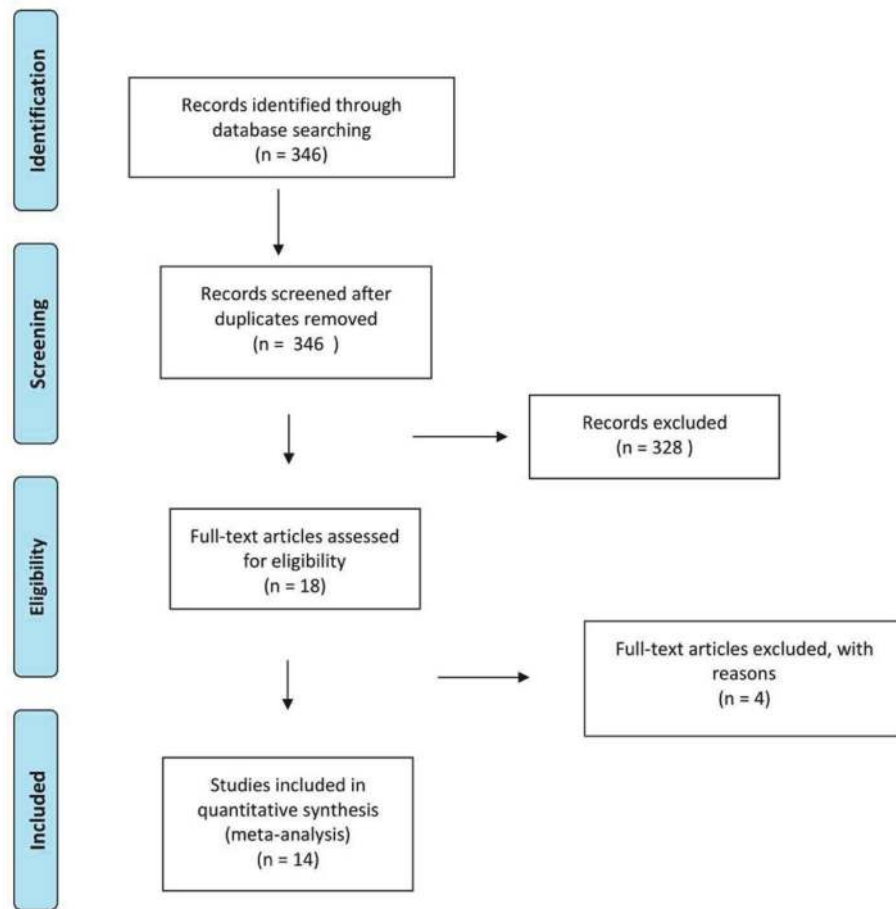 Identification
Records identified through
database searching
(n = 346)
Screening
Records screened after
duplicates removed
(n =  346  )
Records excluded
(n = 328 )
Eligibility
Full-text articles assessed
for eligibility
(n = 18)
Full-text articles excluded, with
reasons
(n = 4)
Included
Studies included in
quantitative synthesis
(meta-analysis)
(n = 14)